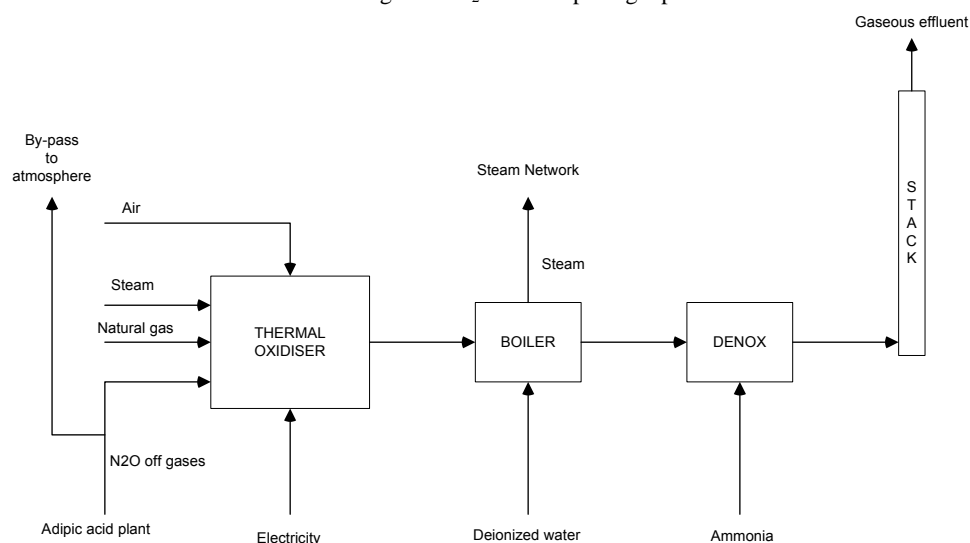 Gaseous effluent
By-pass
to
atmosphere
Steam Network
Air
S
T
A
C
K
Steam
Steam
Natural gas
THERMAL
OXIDISER
BOILER
DENOX
N2O off gases
Adipic acid plant
Electricity
Deionized water
Ammonia